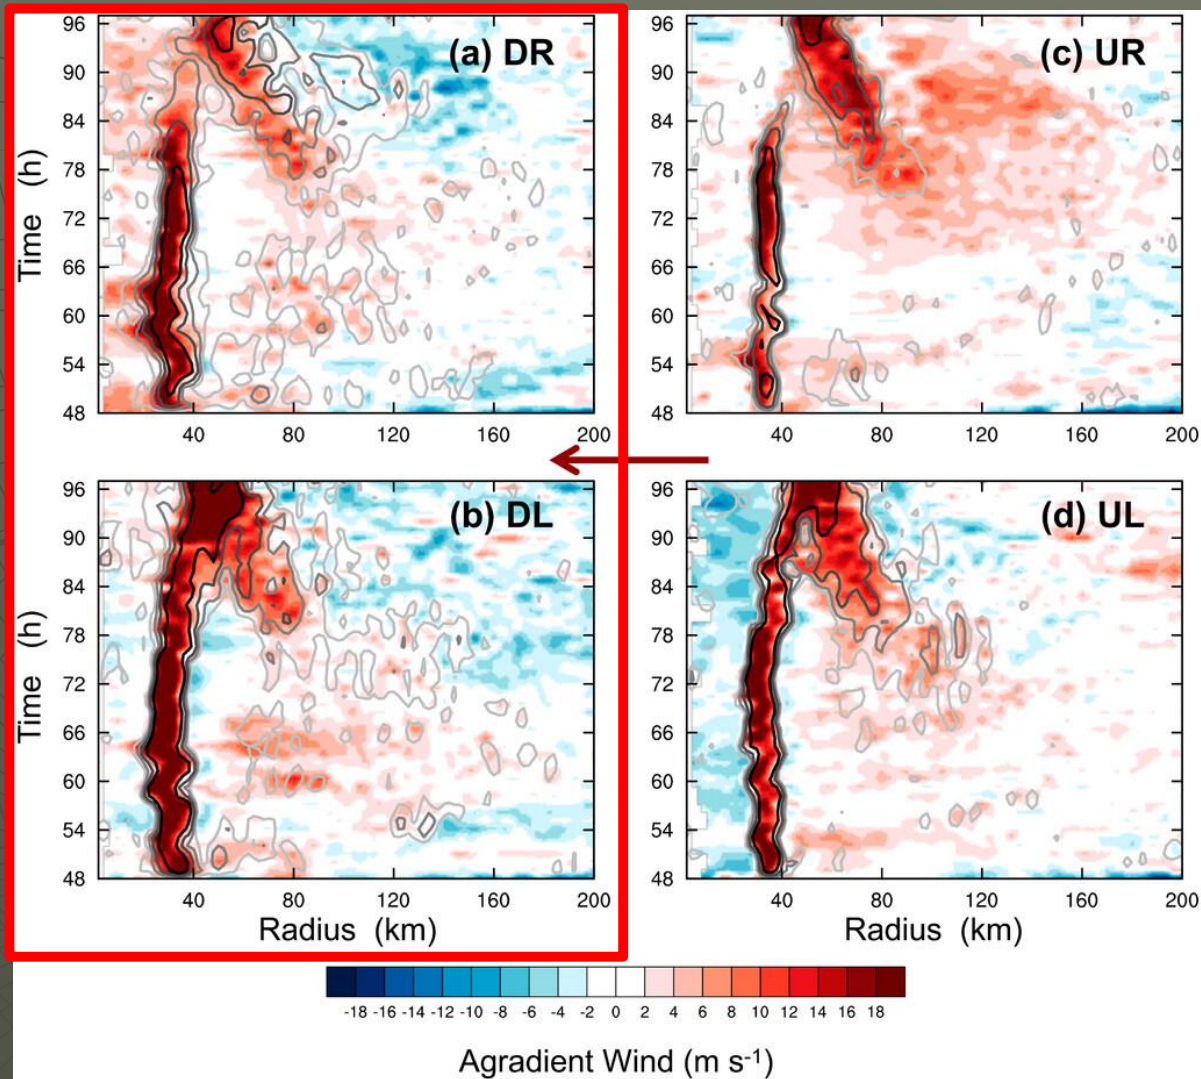 (a) DR
96
90
84
78
72
66
60
54
48
Time (h)
40 80 120 160 200
(c) UR
96
90
84
78
72
66
60
54
48
40 80 120 160 200
(b) DL
96
90
84
78
72
66
60
54
48
Time (h)
40 80 120 160 200
Radius (km)
(d) UL
96
90
84
78
72
66
60
54
48
40 80 120 160 200
Radius (km)
-18 -16 -14 -12 -10 -8 -6 -4 -2 0 2 4 6 8 10 12 14 16 18
Agradient Wind (m s⁻¹)